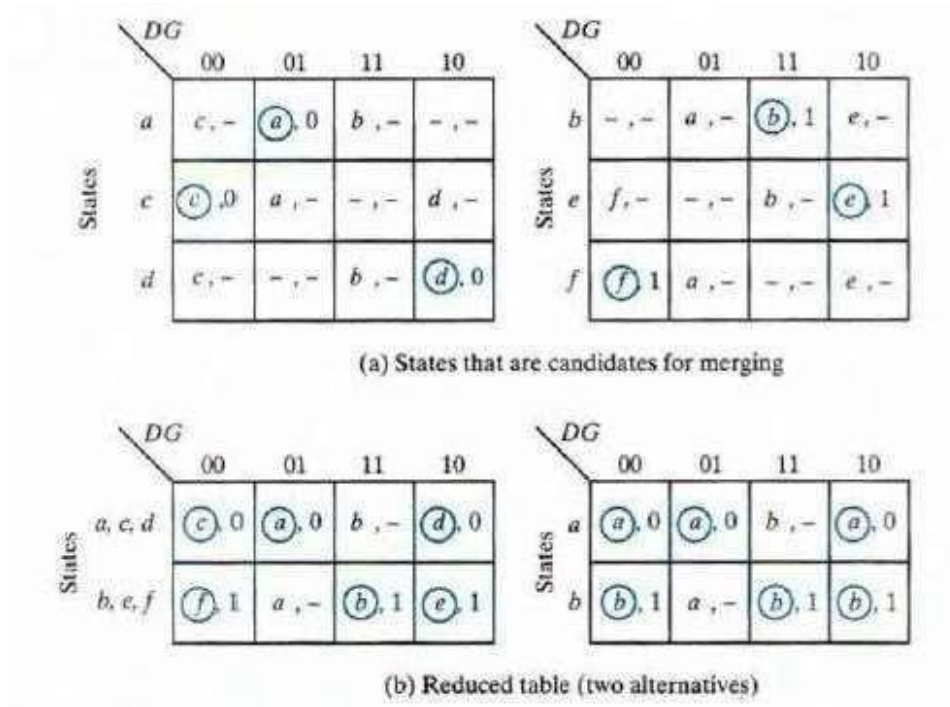 DG DG
00 01 11 10 00 01 11 10
a c , - a , 0 b , - - , - b - , - a , - b , 1 e , -
States c c , 0 a , - - , - d , - States e f , - - , - b , - e , 1
d c , - - , - b , - d , 0 f f , 1 a , - - , - e , -
(a) States that are candidates for merging
DG DG
00 01 11 10 00 01 11 10
States a, c, d c , 0 a , 0 b , - d , 0 States a a , 0 a , 0 b , - a , 0
b, e, f f , 1 a , - b , 1 e , 1 b b , 1 a , - b , 1 b , 1
(b) Reduced table (two alternatives)